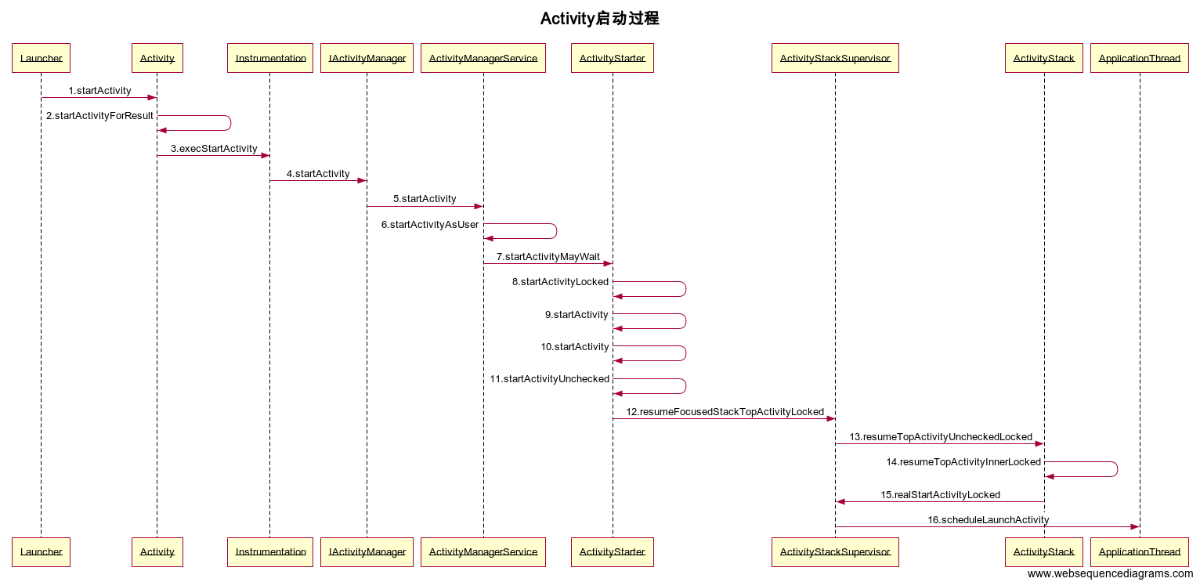 Activity启动过程
Launcher
Activity
Instrumentation
IActivityManager
ActivityManagerService
ActivityStarter
ActivityStackSupervisor
ActivityStack
ApplicationThread
1.startActivity
2.startActivityForResult
3.execStartActivity
4.startActivity
5.startActivity
6.startActivityAsUser
7.startActivityMayWait
8.startActivityLocked
9.startActivity
10.startActivity
11.startActivityUnchecked
12.resumeFocusedStackTopActivityLocked
13.resumeTopActivityUncheckedLocked
14.resumeTopActivityInnerLocked
15.realStartActivityLocked
16.scheduleLaunchActivity
Launcher
Activity
Instrumentation
IActivityManager
ActivityManagerService
ActivityStarter
ActivityStackSupervisor
ActivityStack
ApplicationThread
www.websequencediagrams.com